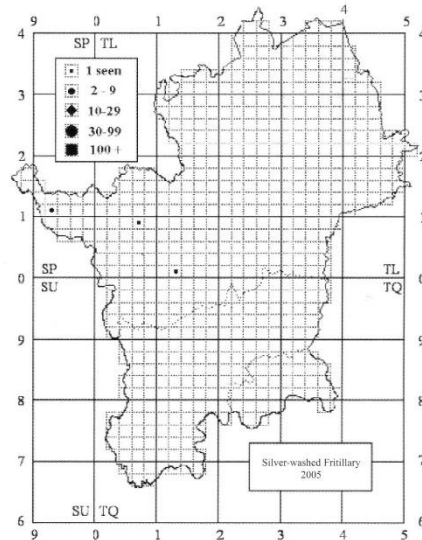 9 0 1 2 3 4 5
4 SP TL 4
1 seen
2 - 9
10-29
30-99
100 +
3 3
2 2
1 1
0 SP TL 0
SU TQ
9 9
8 8
7 7
Silver-washed Fritillary
2005
SU TQ
6 6
9 0 1 2 3 4 5